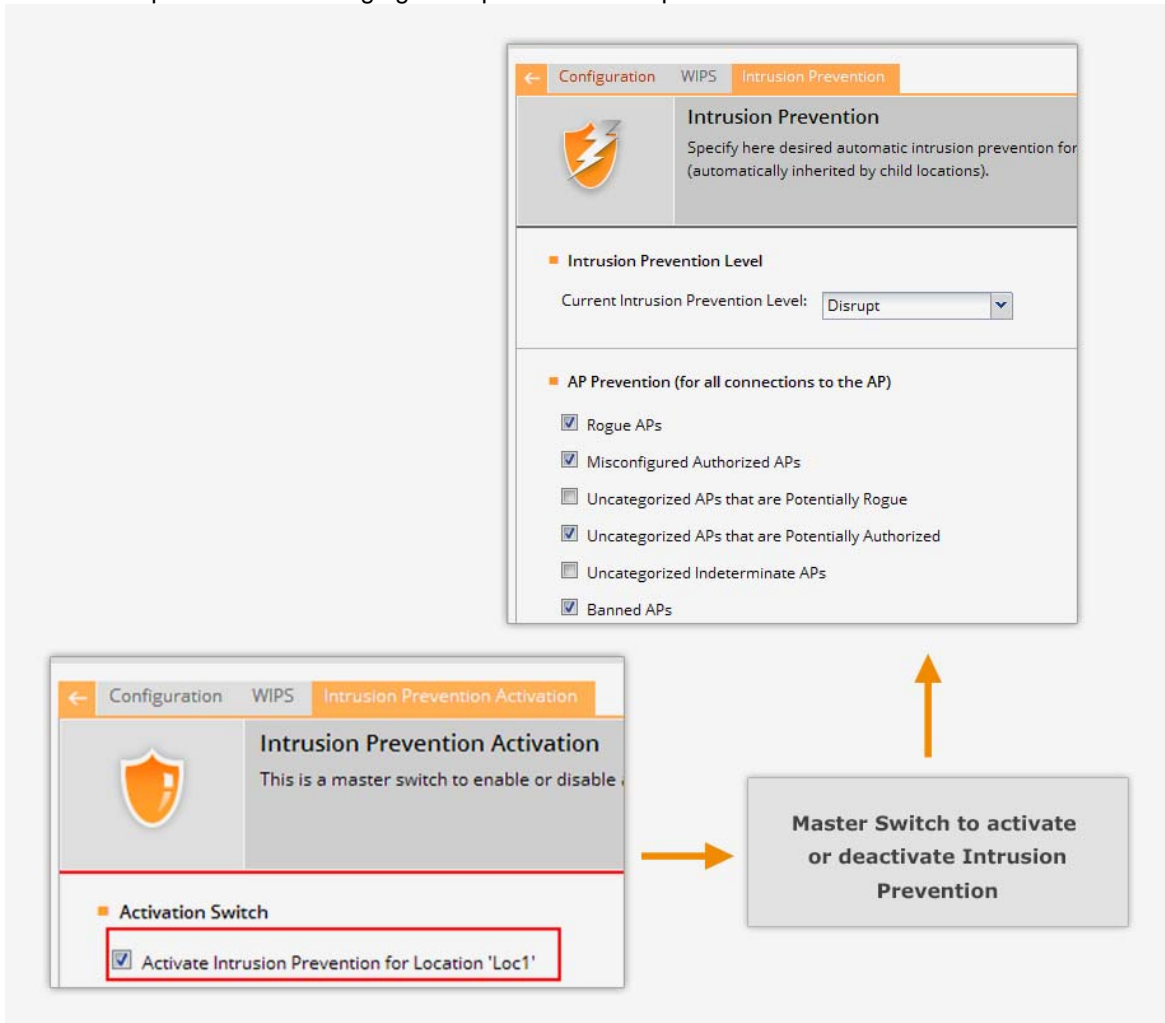 Configuration WIPS Intrusion Prevention
Intrusion Prevention
Specify here desired automatic intrusion prevention for
(automatically inherited by child locations).
Intrusion Prevention Level
Current Intrusion Prevention Level: Disrupt
AP Prevention (for all connections to the AP)
Rogue APs
Misconfigured Authorized APs
Uncategorized APs that are Potentially Rogue
Uncategorized APs that are Potentially Authorized
Uncategorized Indeterminate APs
Banned APs
Configuration WIPS Intrusion Prevention Activation
Intrusion Prevention Activation
This is a master switch to enable or disable
Activation Switch
Activate Intrusion Prevention for Location 'Loc1'
Master Switch to activate
or deactivate Intrusion
Prevention